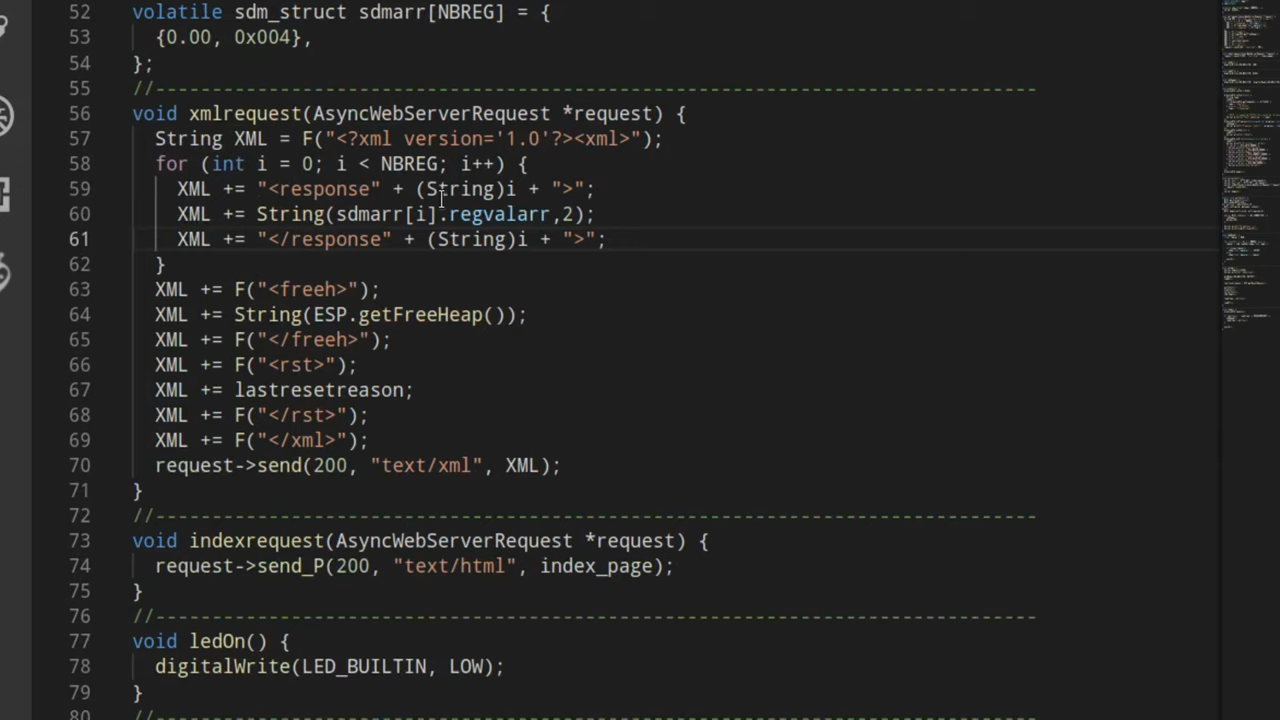 52 volatile sdm_struct sdmarr[NBREG] = {
53   {0.00, 0x004},
54 };
55 //------------------------------------------------------------------------------
56 void xmlrequest(AsyncWebServerRequest *request) {
57   String XML = F("<?xml version='1.0'?><xml>");
58   for (int i = 0; i < NBREG; i++) {
59     XML += "<response" + (String)i + ">";
60     XML += String(sdmarr[i].regvalarr,2);
61     XML += "</response" + (String)i + ">";
62   }
63   XML += F("<freeh>");
64   XML += String(ESP.getFreeHeap());
65   XML += F("</freeh>");
66   XML += F("<rst>");
67   XML += lastresetreason;
68   XML += F("</rst>");
69   XML += F("</xml>");
70   request->send(200, "text/xml", XML);
71 }
72 //------------------------------------------------------------------------------
73 void indexrequest(AsyncWebServerRequest *request) {
74   request->send_P(200, "text/html", index_page);
75 }
76 //------------------------------------------------------------------------------
77 void ledOn() {
78   digitalWrite(LED_BUILTIN, LOW);
79 }
80 //------------------------------------------------------------------------------